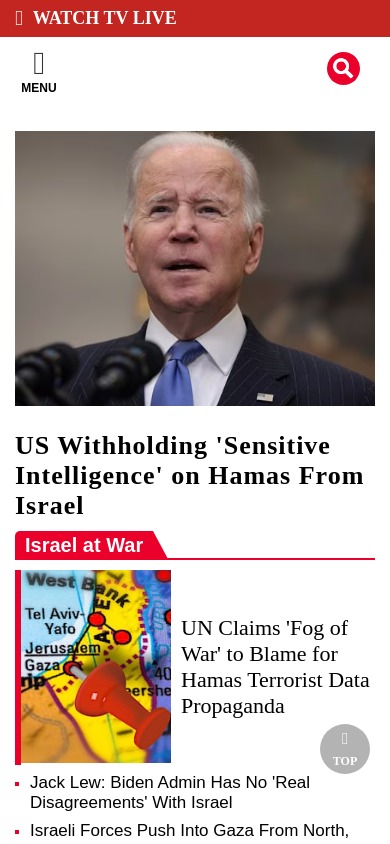 WATCH TV LIVE
MENU
US Withholding 'Sensitive
Intelligence' on Hamas From
Israel
Israel at War
West Bank
Tel Aviv-
Yafo
Jerusalem
Gaza
40
UN Claims 'Fog of
War' to Blame for
Hamas Terrorist Data
Propaganda
TOP
Jack Lew: Biden Admin Has No 'Real
Disagreements' With Israel
Israeli Forces Push Into Gaza From North,